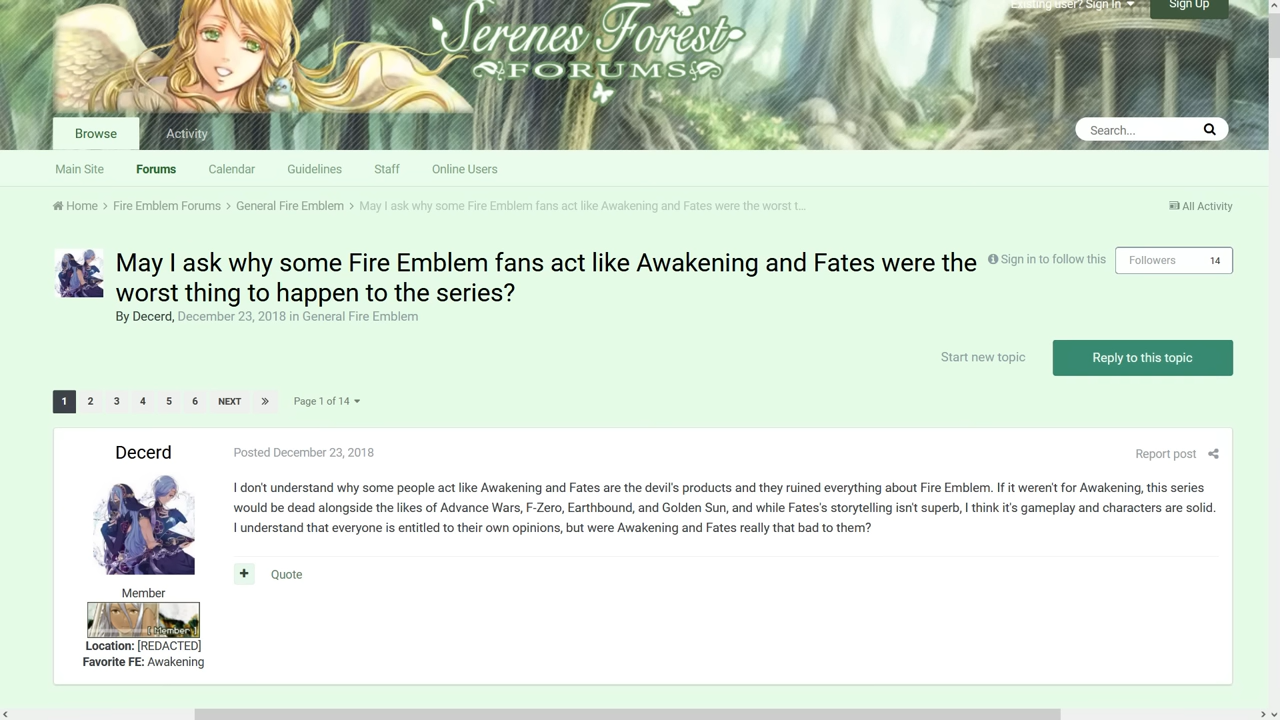 Existing user? Sign In
Sign Up
Serenes Forest
FORUMS
Browse
Activity
Search...
Main Site
Forums
Calendar
Guidelines
Staff
Online Users
Home
Fire Emblem Forums
General Fire Emblem
May I ask why some Fire Emblem fans act like Awakening and Fates were the worst t...
All Activity
May I ask why some Fire Emblem fans act like Awakening and Fates were the
worst thing to happen to the series?
Sign in to follow this
Followers 14
By Decerd, December 23, 2018 in General Fire Emblem
Start new topic
Reply to this topic
1 2 3 4 5 6 NEXT » Page 1 of 14
Decerd
Posted December 23, 2018
Report post
I don't understand why some people act like Awakening and Fates are the devil's products and they ruined everything about Fire Emblem. If it weren't for Awakening, this series
would be dead alongside the likes of Advance Wars, F-Zero, Earthbound, and Golden Sun, and while Fates's storytelling isn't superb, I think it's gameplay and characters are solid.
I understand that everyone is entitled to their own opinions, but were Awakening and Fates really that bad to them?
+ Quote
Member
[ Member ]
Location: [REDACTED]
Favorite FE: Awakening